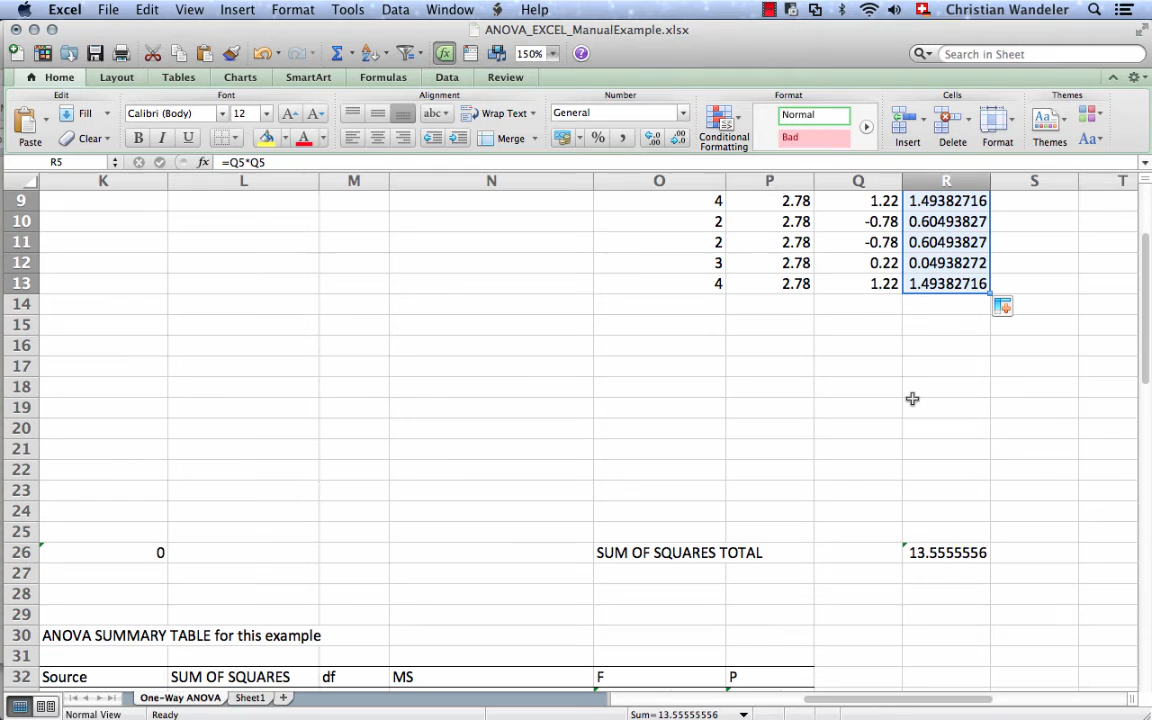 Excel File Edit View Insert Format Tools Data Window Help Christian Wandeler
ANOVA_EXCEL_ManualExample.xlsx
150% Search in Sheet
Home Layout Tables Charts SmartArt Formulas Data Review
Edit Font Alignment Number Format Cells Themes
Paste Fill Clear Calibri (Body) 12 A A abc Wrap Text General Normal
B I U A Merge % , .0 .00 Conditional Formatting Bad Insert Delete Format Themes Aa
R5 fx =Q5*Q5
K L M N O P Q R S T
9 4 2.78 1.22 1.49382716
10 2 2.78 -0.78 0.60493827
11 2 2.78 -0.78 0.60493827
12 3 2.78 0.22 0.04938272
13 4 2.78 1.22 1.49382716
14
15
16
17
18
19
20
21
22
23
24
25
26 0 SUM OF SQUARES TOTAL 13.5555556
27
28
29
30 ANOVA SUMMARY TABLE for this example
31
32 Source SUM OF SQUARES df MS F P
One-Way ANOVA Sheet1
Normal View Ready Sum=13.55555556